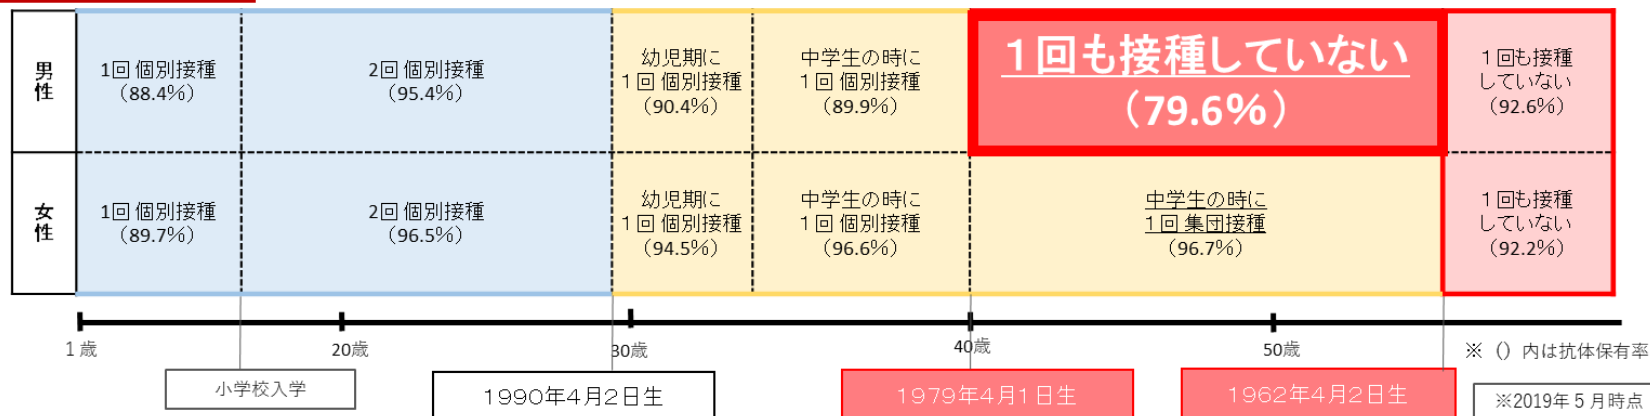 男性
1回 個別接種
（88.4％）
2回 個別接種
（95.4％）
幼児期に
１回 個別接種
（90.4％）
中学生の時に
１回 個別接種
（89.9％）
１回も接種していない
（79.6％）
１回も接種
していない
（92.6％）
女性
1回 個別接種
（89.7％）
2回 個別接種
（96.5％）
幼児期に
１回 個別接種
（94.5％）
中学生の時に
１回 個別接種
（96.6％）
中学生の時に
１回 集団接種
（96.7％）
１回も接種
していない
（92.2％）
1 歳
20歳
30歳
40歳
50歳
※（）内は抗体保有率
小学校入学
１９９０年４月２日生
１９７９年４月１日生
１９６２年４月２日生
※2019年５月時点